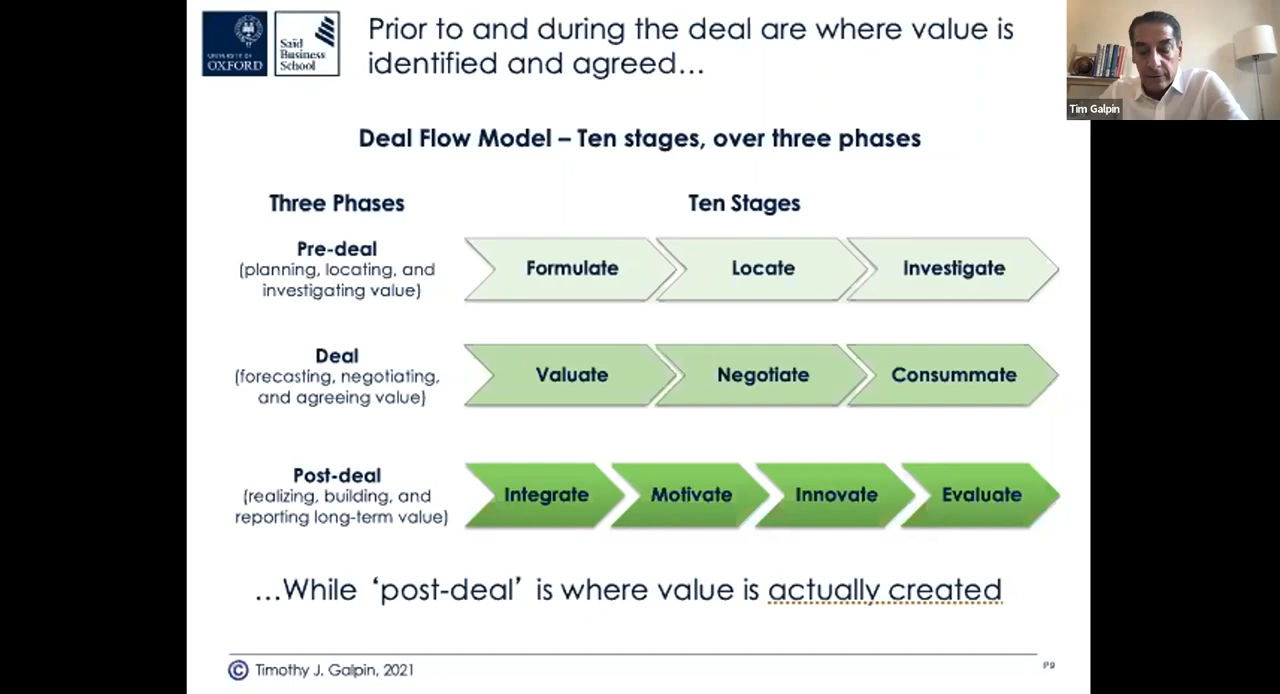 UNIVERSITY OF
OXFORD
Saïd
Business
School
Prior to and during the deal are where value is
identified and agreed…
Tim Galpin
Deal Flow Model – Ten stages, over three phases
Three Phases
Ten Stages
Pre-deal
(planning, locating, and
investigating value)
Formulate
Locate
Investigate
Deal
(forecasting, negotiating,
and agreeing value)
Valuate
Negotiate
Consummate
Post-deal
(realizing, building, and
reporting long-term value)
Integrate
Motivate
Innovate
Evaluate
…While ‘post-deal’ is where value is actually created
© Timothy J. Galpin, 2021
P9